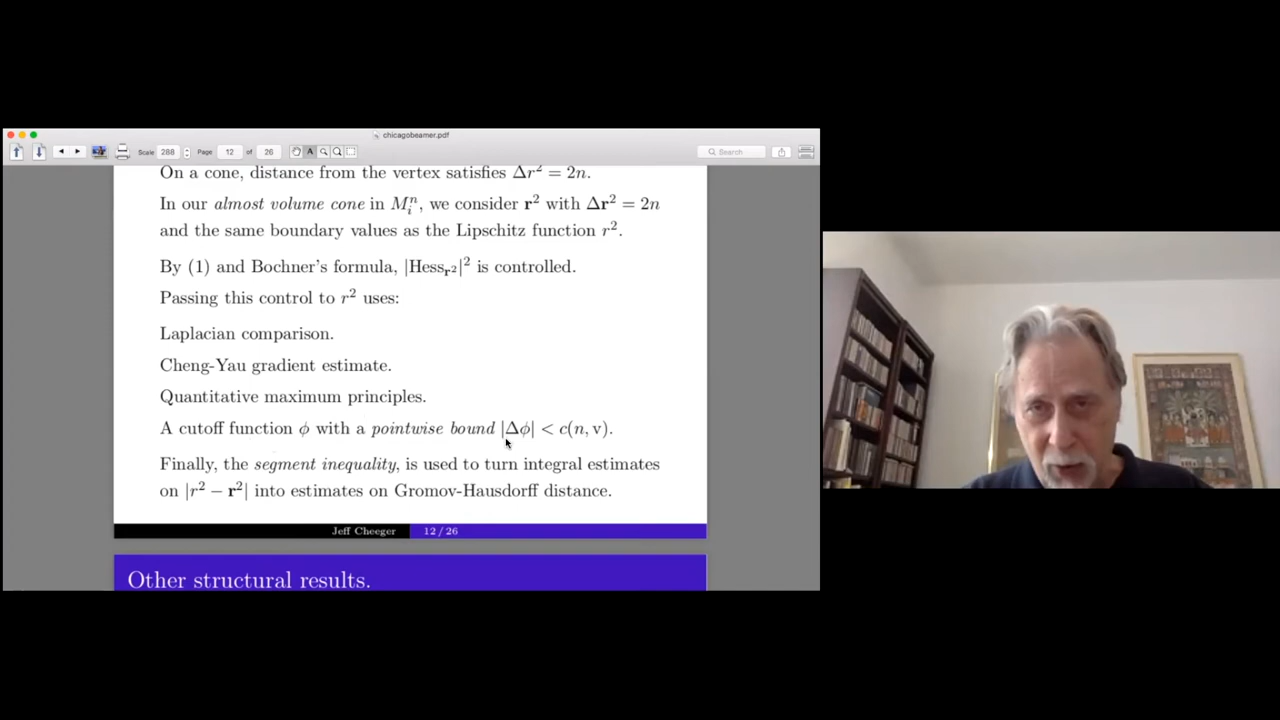 chicagobeamer.pdf
Scale 288 Page 12 of 26 Search
On a cone, distance from the vertex satisfies Δr² = 2n.
In our almost volume cone in Mᵢⁿ, we consider 𝐫² with Δ𝐫² = 2n
and the same boundary values as the Lipschitz function r².
By (1) and Bochner's formula, |Hess_𝐫²|² is controlled.
Passing this control to r² uses:
Laplacian comparison.
Cheng-Yau gradient estimate.
Quantitative maximum principles.
A cutoff function ϕ with a pointwise bound |Δϕ| < c(n, v).
Finally, the segment inequality, is used to turn integral estimates
on |r² − 𝐫²| into estimates on Gromov-Hausdorff distance.
Jeff Cheeger 12 / 26
Other structural results.